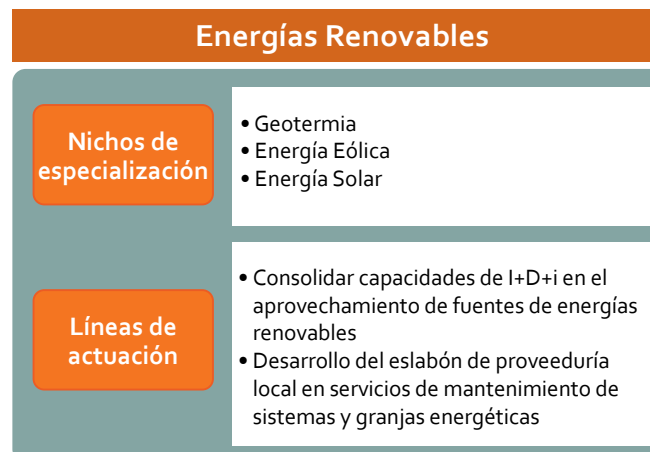 Energías Renovables
Nichos de
especialización
• Geotermia
• Energía Eólica
• Energía Solar
Líneas de
actuación
• Consolidar capacidades de I+D+i en el
aprovechamiento de fuentes de energías
renovables
• Desarrollo del eslabón de proveeduría
local en servicios de mantenimiento de
sistemas y granjas energéticas